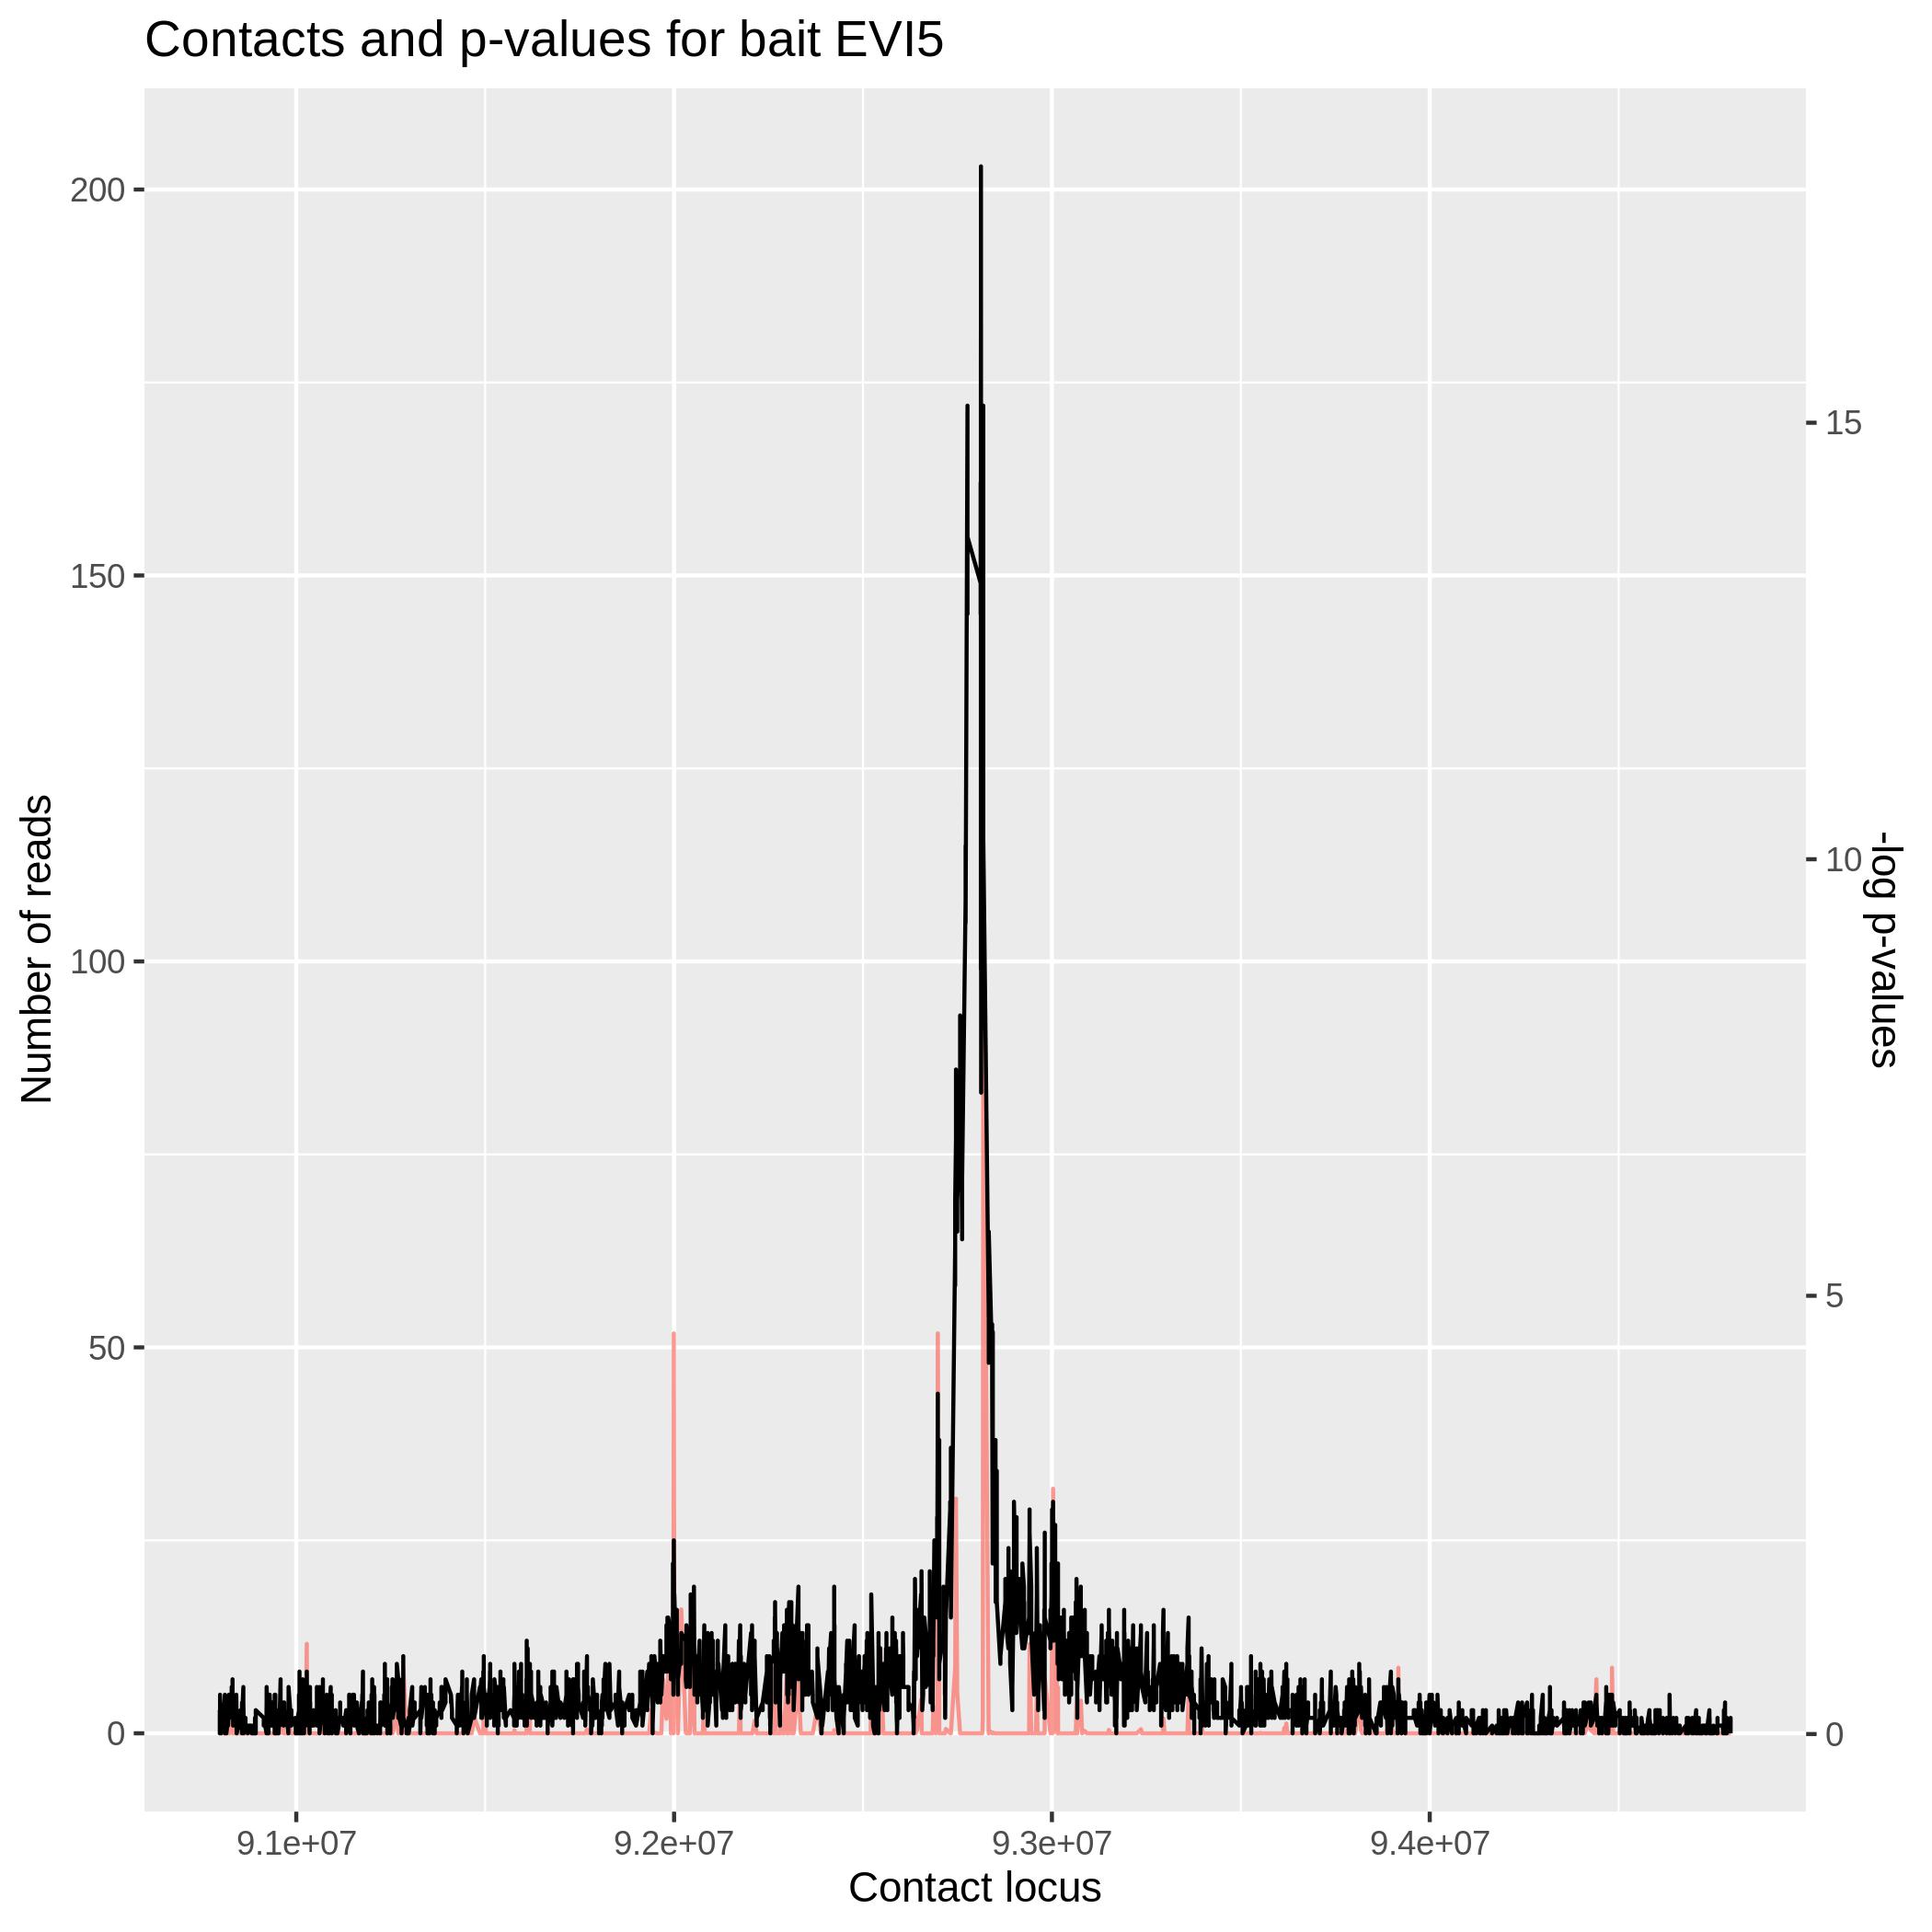 Contacts and p-values for bait EVI5
200
150
100
50
0
Number of reads
15
10
5
0
-log p-values
9.1e+07
9.2e+07
9.3e+07
9.4e+07
Contact locus